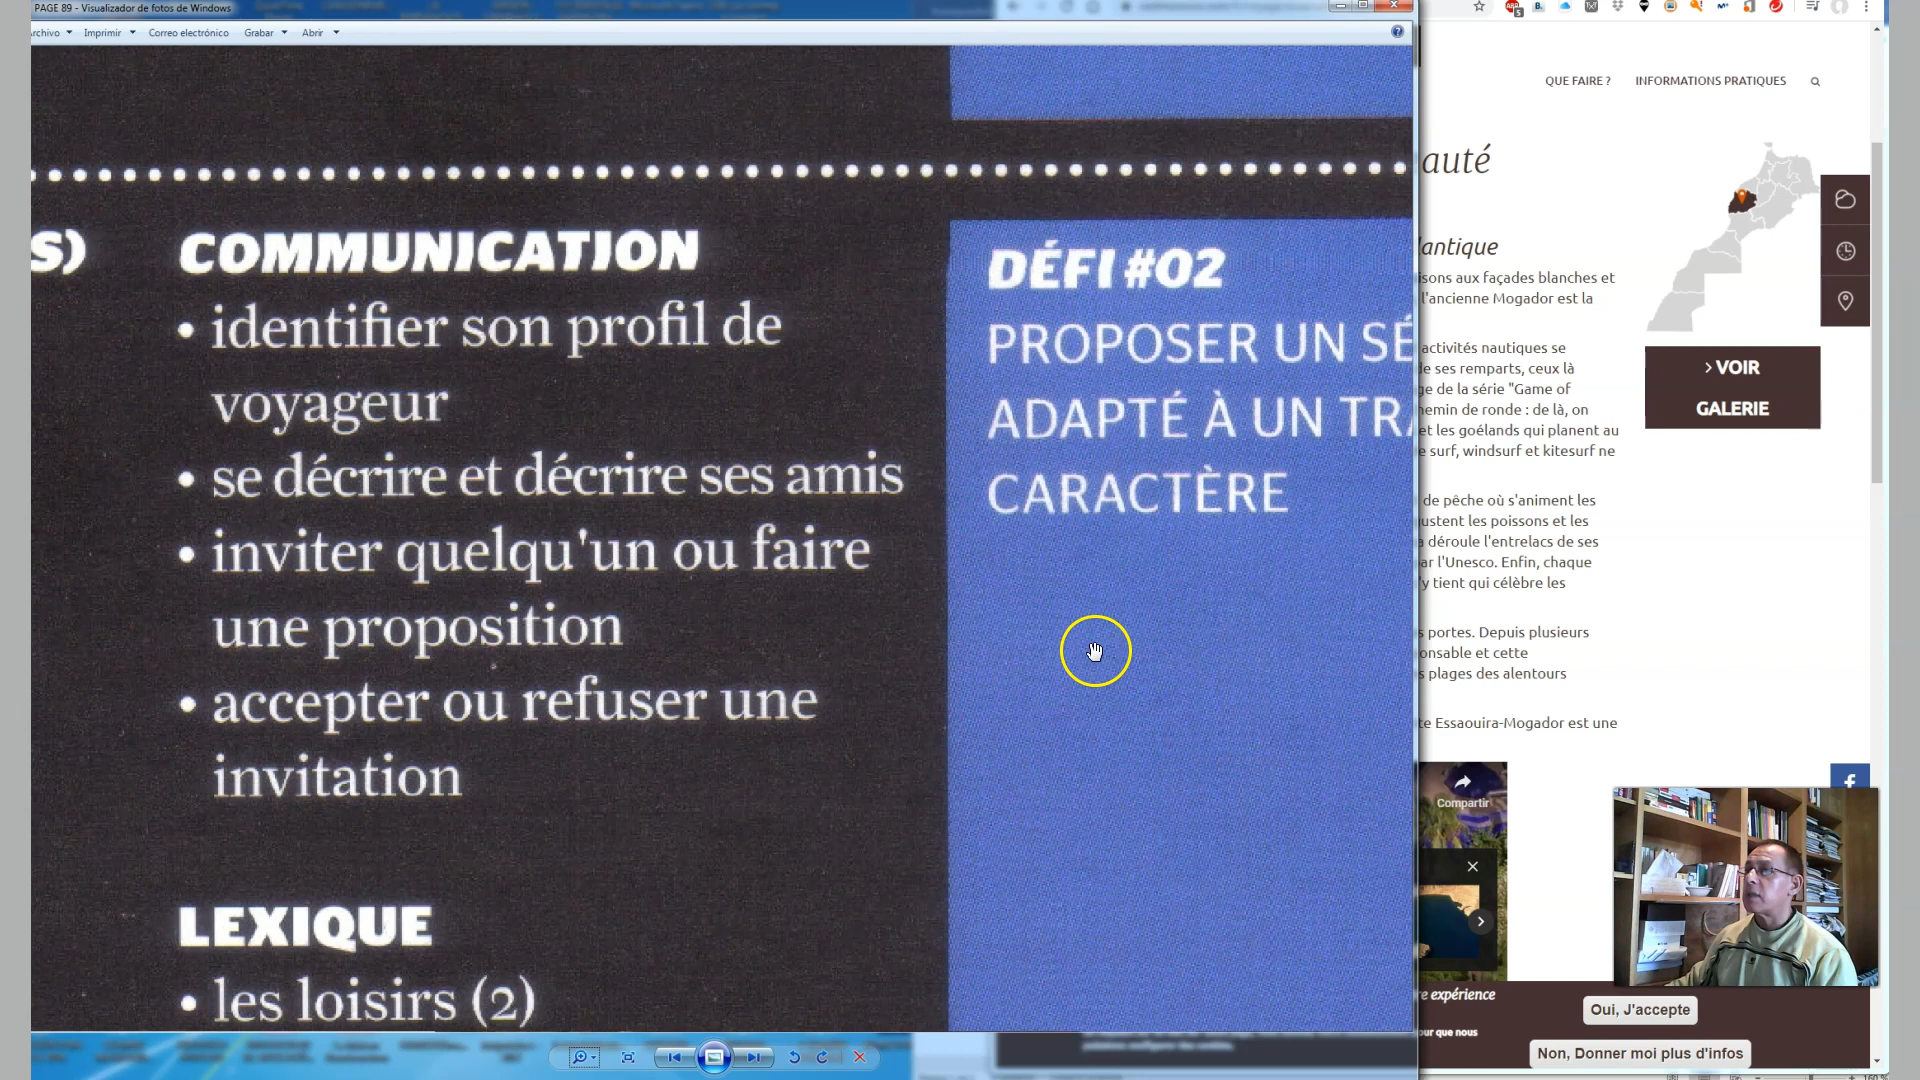 PAGE 89 - Visualizador de fotos de Windows
rchivo
Imprimir
Correo electrónico
Grabar
Abrir
S)
COMMUNICATION
• identifier son profil de
voyageur
• se décrire et décrire ses amis
• inviter quelqu'un ou faire
une proposition
• accepter ou refuser une
invitation
LEXIQUE
• les loisirs (2)
DÉFI #02
PROPOSER UN SÉ
ADAPTÉ À UN TRA
CARACTÈRE
QUE FAIRE ?
INFORMATIONS PRATIQUES
auté
lantique
isons aux façades blanches et
l'ancienne Mogador est la
activités nautiques se
de ses remparts, ceux là
ge de la série "Game of
hemin de ronde : de là, on
et les goélands qui planent au
e surf, windsurf et kitesurf ne
de pêche où s'animent les
ustent les poissons et les
a déroule l'entrelacs de ses
ar l'Unesco. Enfin, chaque
'y tient qui célèbre les
s portes. Depuis plusieurs
onsable et cette
s plages des alentours
te Essaouira-Mogador est une
> VOIR
GALERIE
Compartir
e expérience
our que nous
Oui, J'accepte
Non, Donner moi plus d'infos
160 %